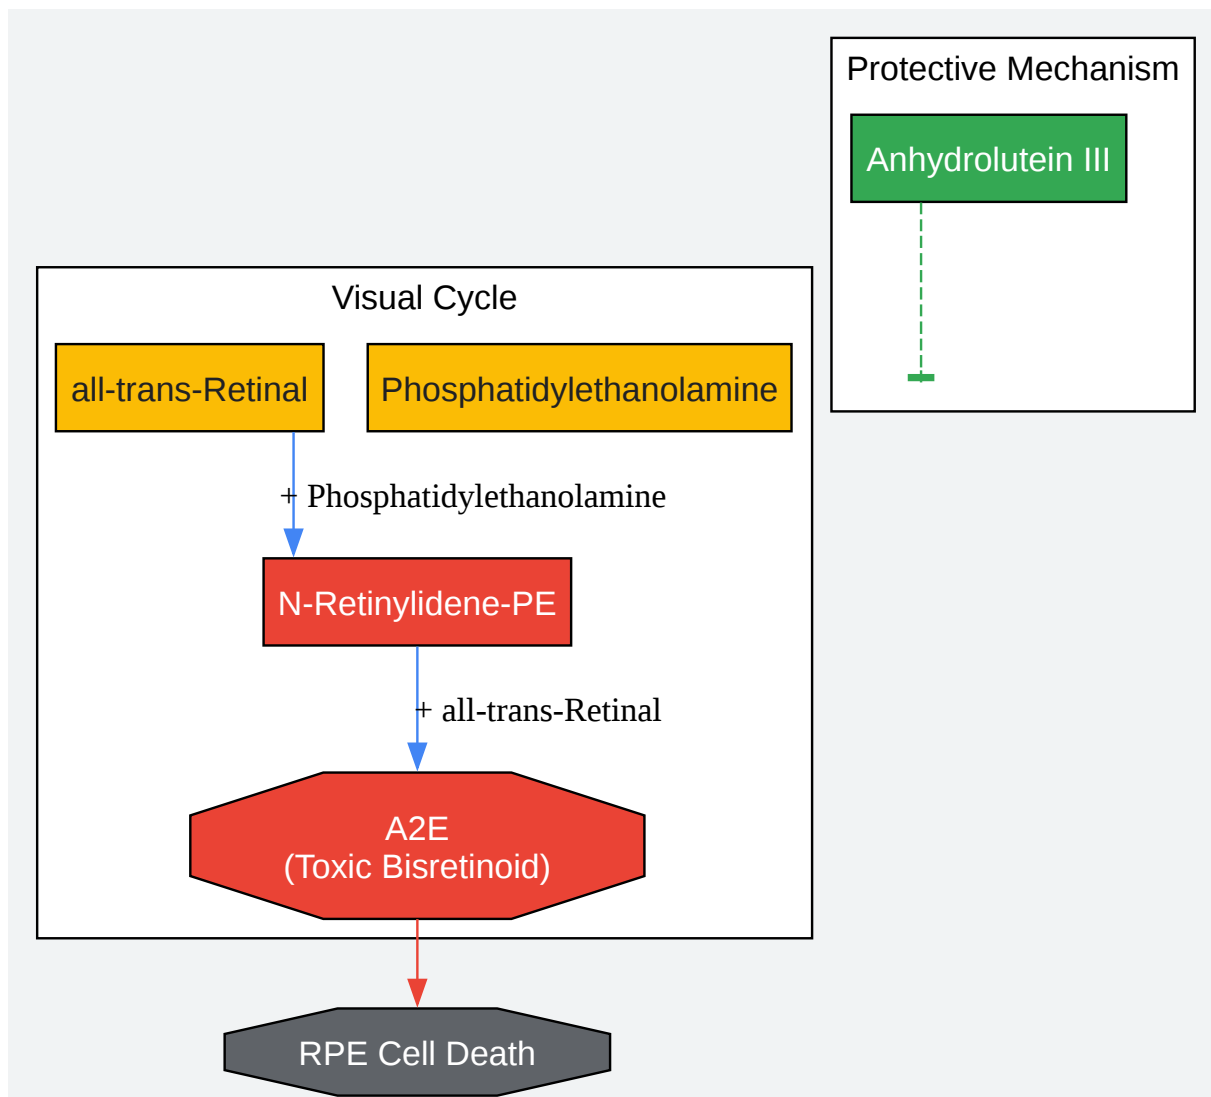 Protective Mechanism
Anhydrolutein III
Visual Cycle
all-trans-Retinal
Phosphatidylethanolamine
+ Phosphatidylethanolamine
N-Retinylidene-PE
+ all-trans-Retinal
A2E
(Toxic Bisretinoid)
RPE Cell Death